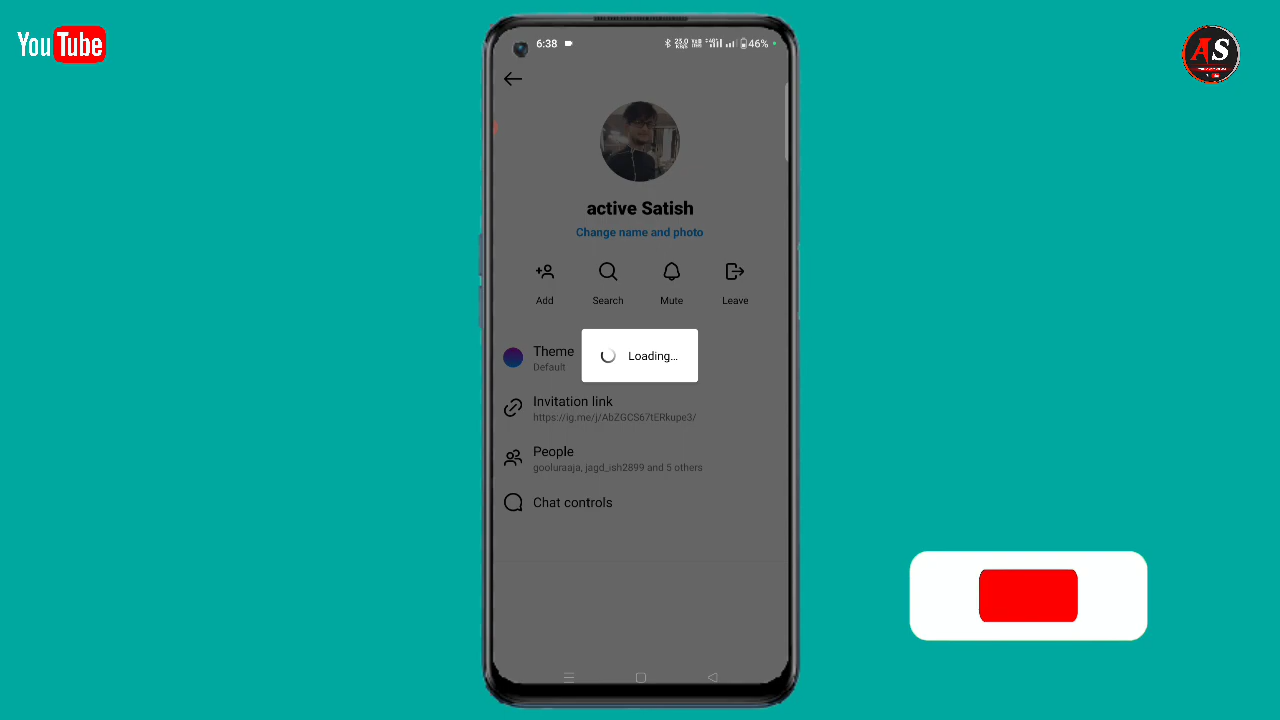 YouTube
AS
6:38
46%
active Satish
Change name and photo
Add
Search
Mute
Leave
Theme
Default
Loading...
Invitation link
https://ig.me/j/AbZGCS67tERkupe3/
People
gooluraaja, jagd_ish2899 and 5 others
Chat controls